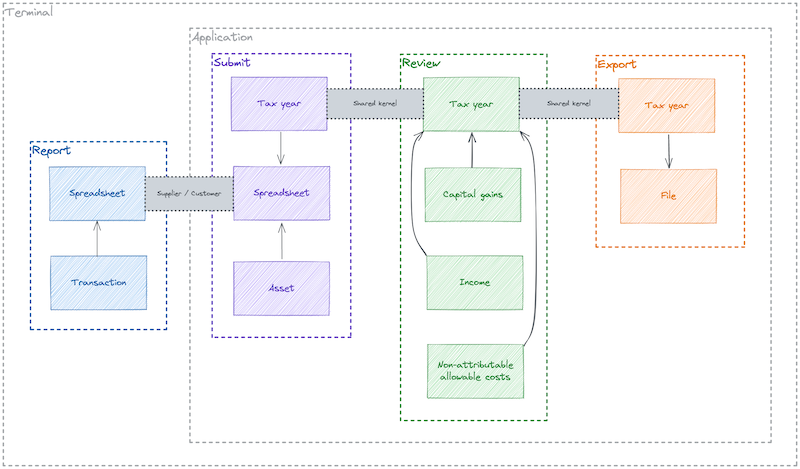 Terminal
Application
Submit
Review
Export
Tax year
Shared kernel
Tax year
Shared kernel
Tax year
Report
Spreadsheet
Supplier / Customer
Spreadsheet
Capital gains
File
Transaction
Asset
Income
Non-attributable
allowable costs